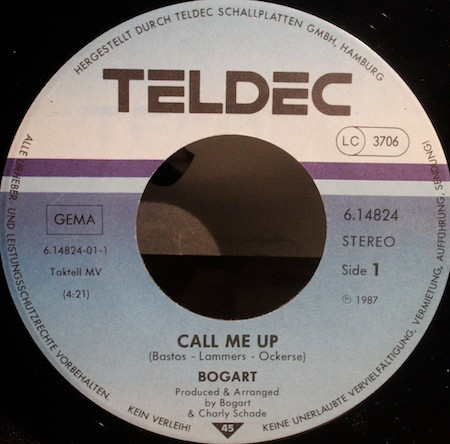 HERGESTELLT DURCH TELDEC SCHALLPLATTEN GMBH, HAMBURG
TELDEC
LC 3706
GEMA
6.14824-01-1
Taktell MV
(4:21)
6.14824
STEREO
Side 1
℗ 1987
CALL ME UP
(Bastos - Lammers - Ockerse)
BOGART
Produced & Arranged
by Bogart
& Charly Schade
45
ALLE URHEBER- UND LEISTUNGSSCHUTZRECHTE VORBEHALTEN.
KEIN VERLEIH!
KEINE UNERLAUBTE VERVIELFÄLTIGUNG, VERMIETUNG, AUFFÜHRUNG, SENDUNG!